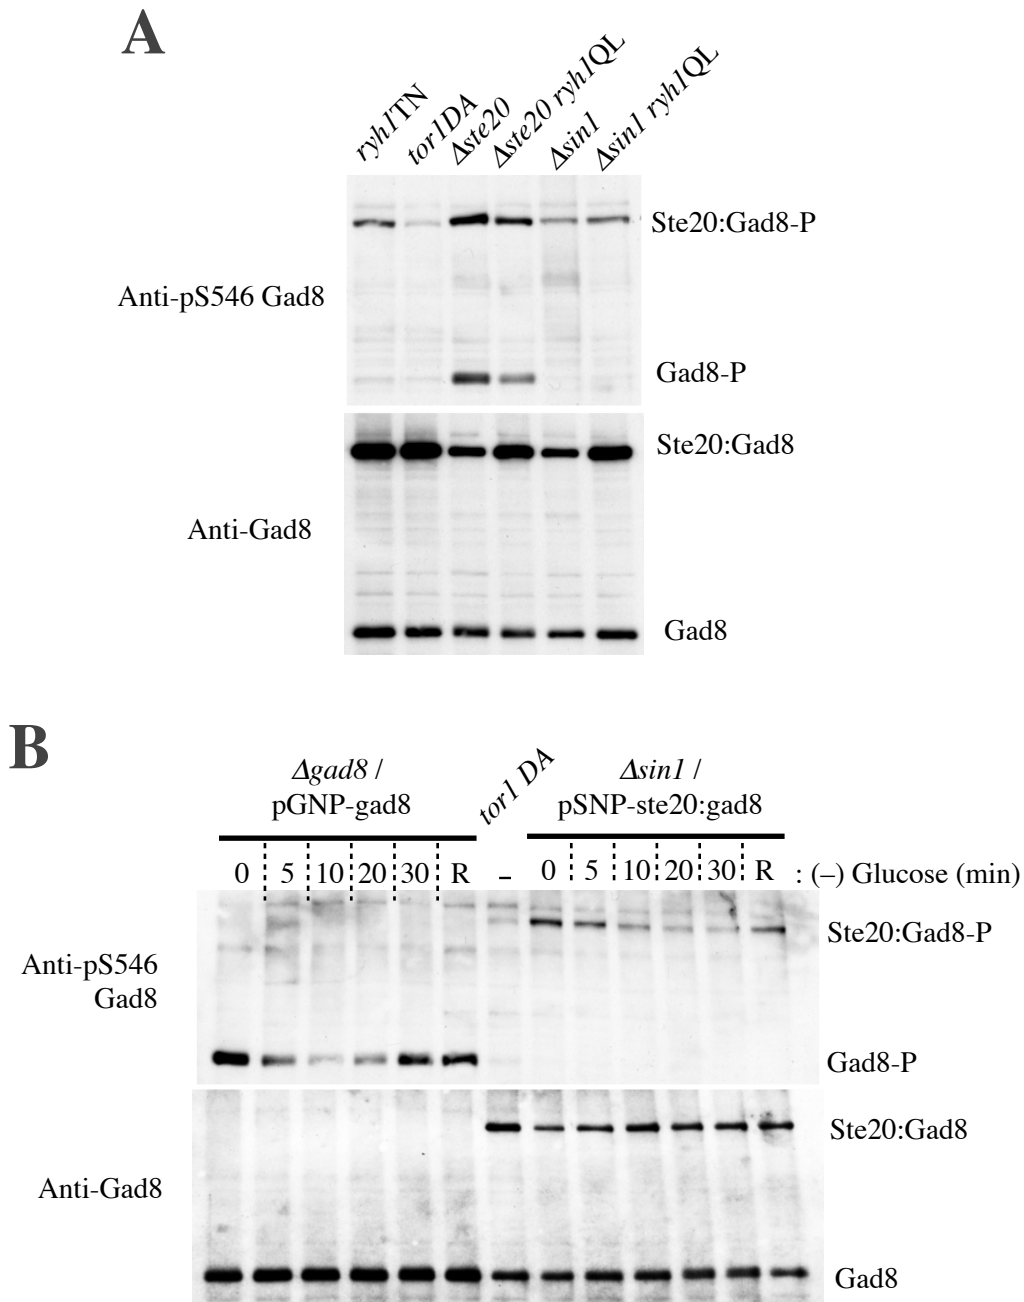 A
ryh1TN
tor1DA
Δste20
Δste20 ryh1QL
Δsin1
Δsin1 ryh1QL
Anti-pS546 Gad8
Ste20:Gad8-P
Gad8-P
Anti-Gad8
Ste20:Gad8
Gad8
B
Δgad8 /
pGNP-gad8
tor1 DA
Δsin1 /
pSNP-ste20:gad8
0 5 10 20 30 R – 0 5 10 20 30 R : (–) Glucose (min)
Anti-pS546
Gad8
Ste20:Gad8-P
Gad8-P
Anti-Gad8
Ste20:Gad8
Gad8